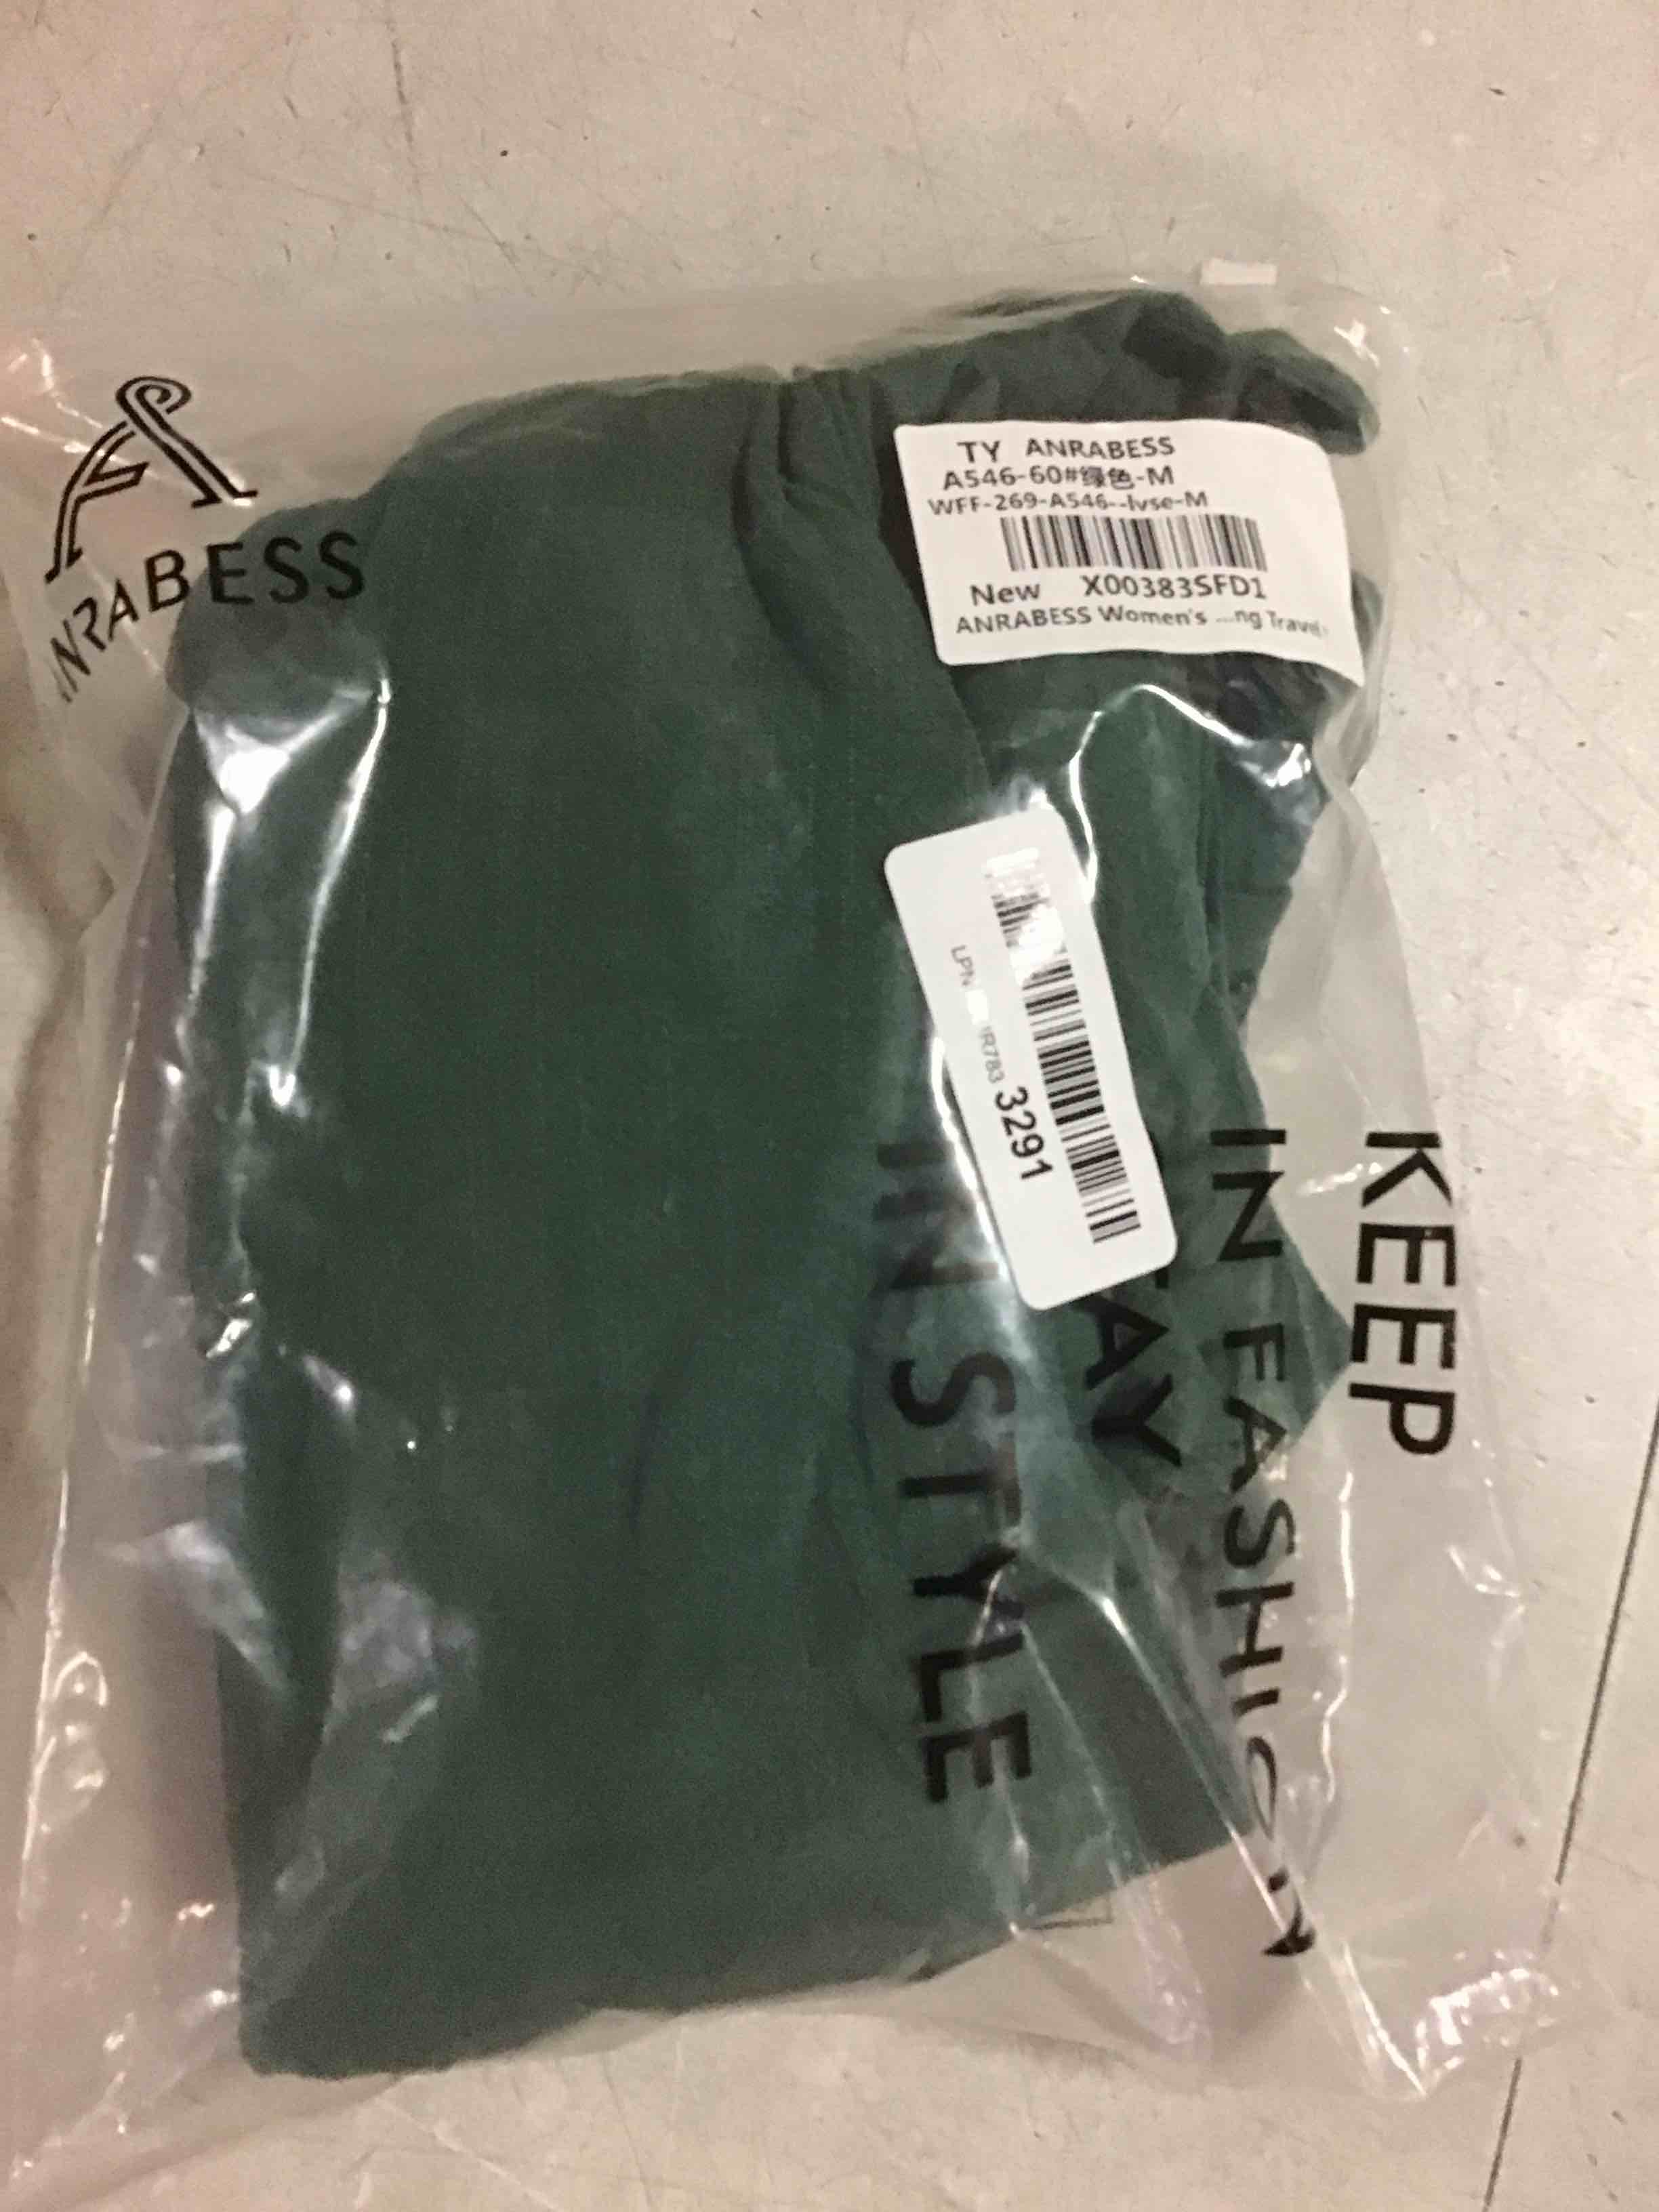 ANRABESS
TY ANRABESS
A546-60#绿色-M
WFF-269-A546--lvse-M
New X00383SFD1
ANRABESS Women's ...ng Travel
3291
KEEP
IN FASHION
IN STYLE